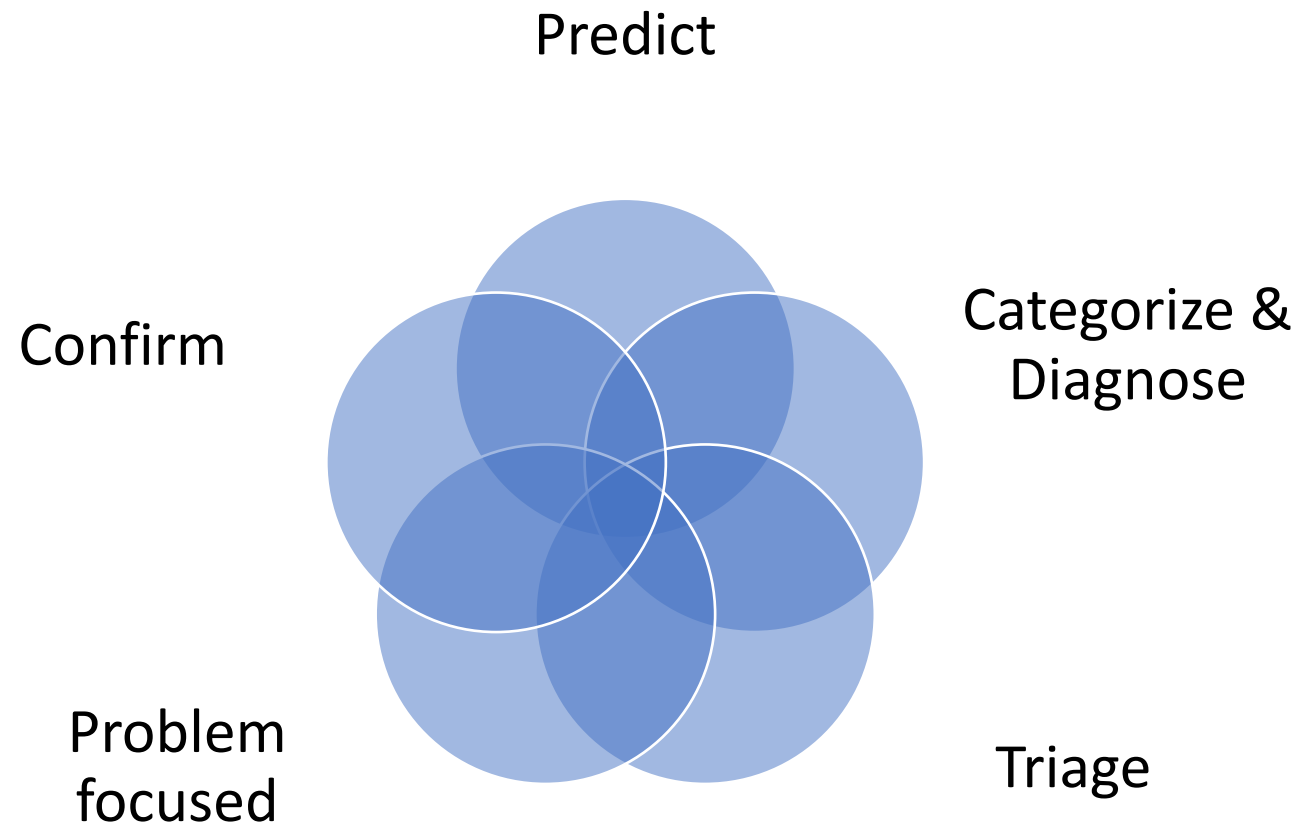 Predict
Categorize &
Diagnose
Confirm
Problem
focused
Triage